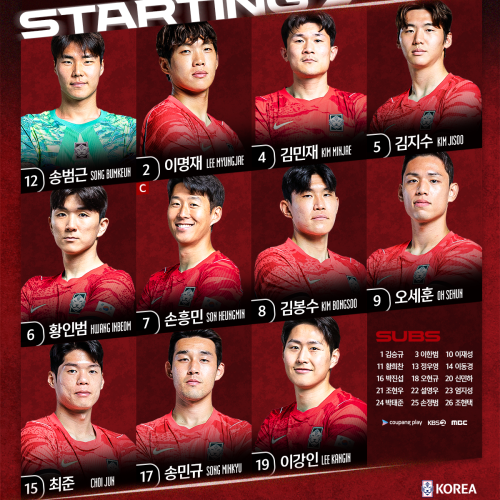 STARTING
12 송범근 SONG BUMKEUN
2 이명재 LEE MYUNGJAE
4 김민재 KIM MINJAE
5 김지수 KIM JISOO
C
6 황인범 HWANG INBEOM
7 손흥민 SON HEUNGMIN
8 김봉수 KIM BONGSOO
9 오세훈 OH SEHUN
15 최준 CHOI JUN
17 송민규 SONG MINKYU
19 이강인 LEE KANGIN
SUBS
1 김승규 3 이한범 10 이재성
11 황희찬 13 정우영 14 이동경
16 박진섭 18 오현규 20 신민하
21 조현우 22 설영우 23 엄지성
24 박태준 25 손정범 26 조현택
coupang play KBS2 MBC
KOREA